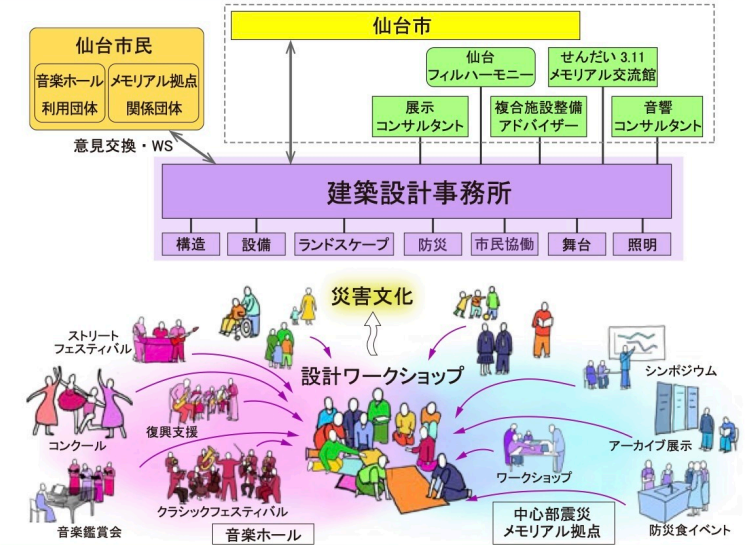 仙台市
仙台市民
音楽ホール
利用団体
メモリアル拠点
関係団体
意見交換・WS
仙台
フィルハーモニー
せんだい3.11
メモリアル交流館
展示
コンサルタント
複合施設整備
アドバイザー
音響
コンサルタント
建築設計事務所
構造
設備
ランドスケープ
防災
市民協働
舞台
照明
災害文化
設計ワークショップ
ストリート
フェスティバル
コンクール
復興支援
音楽鑑賞会
クラシックフェスティバル
音楽ホール
シンポジウム
アーカイブ展示
ワークショップ
中心部震災
メモリアル拠点
防災食イベント